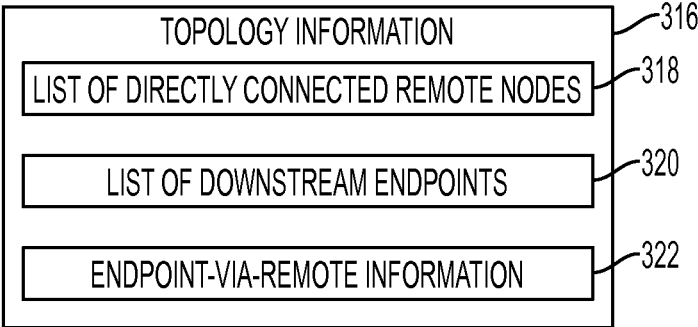 TOPOLOGY INFORMATION
316
LIST OF DIRECTLY CONNECTED REMOTE NODES
318
LIST OF DOWNSTREAM ENDPOINTS
320
ENDPOINT-VIA-REMOTE INFORMATION
322